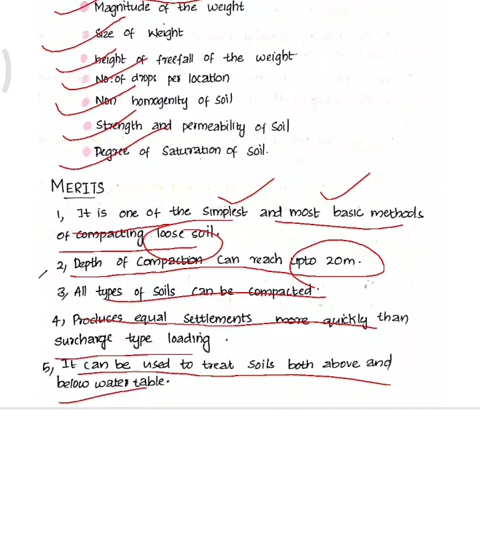 Magnitude of the weight
Size of Weight
height of freefall of the weight
No: of drops per location
Non homogenity of soil
Strength and permeability of Soil
Degree of Saturation of Soil.
MERITS
1, It is one of the simplest and most basic methods
of compacting loose soil.
2, Depth of compaction can reach upto 20m.
3, All types of soils can be compacted.
4, Produces equal settlements more quickly than
surcharge type loading.
5, It can be used to treat soils both above and
below water table.